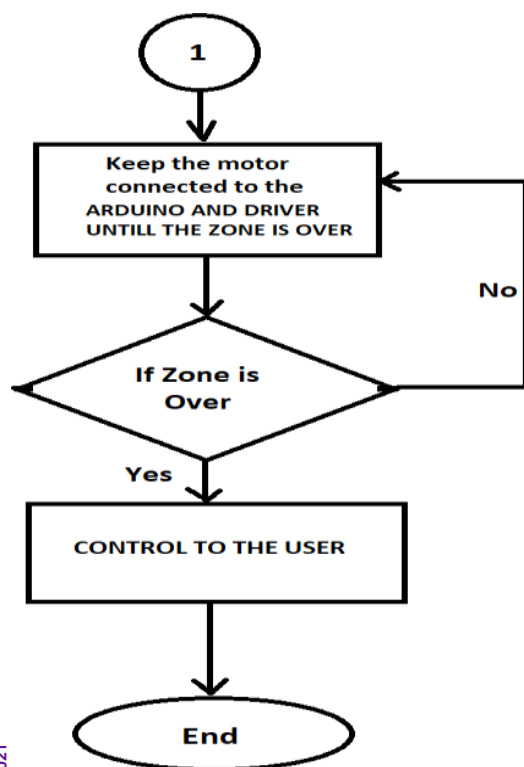 1
Keep the motor
connected to the
ARDUINO AND DRIVER
UNTILL THE ZONE IS OVER
No
If Zone is
Over
Yes
CONTROL TO THE USER
End